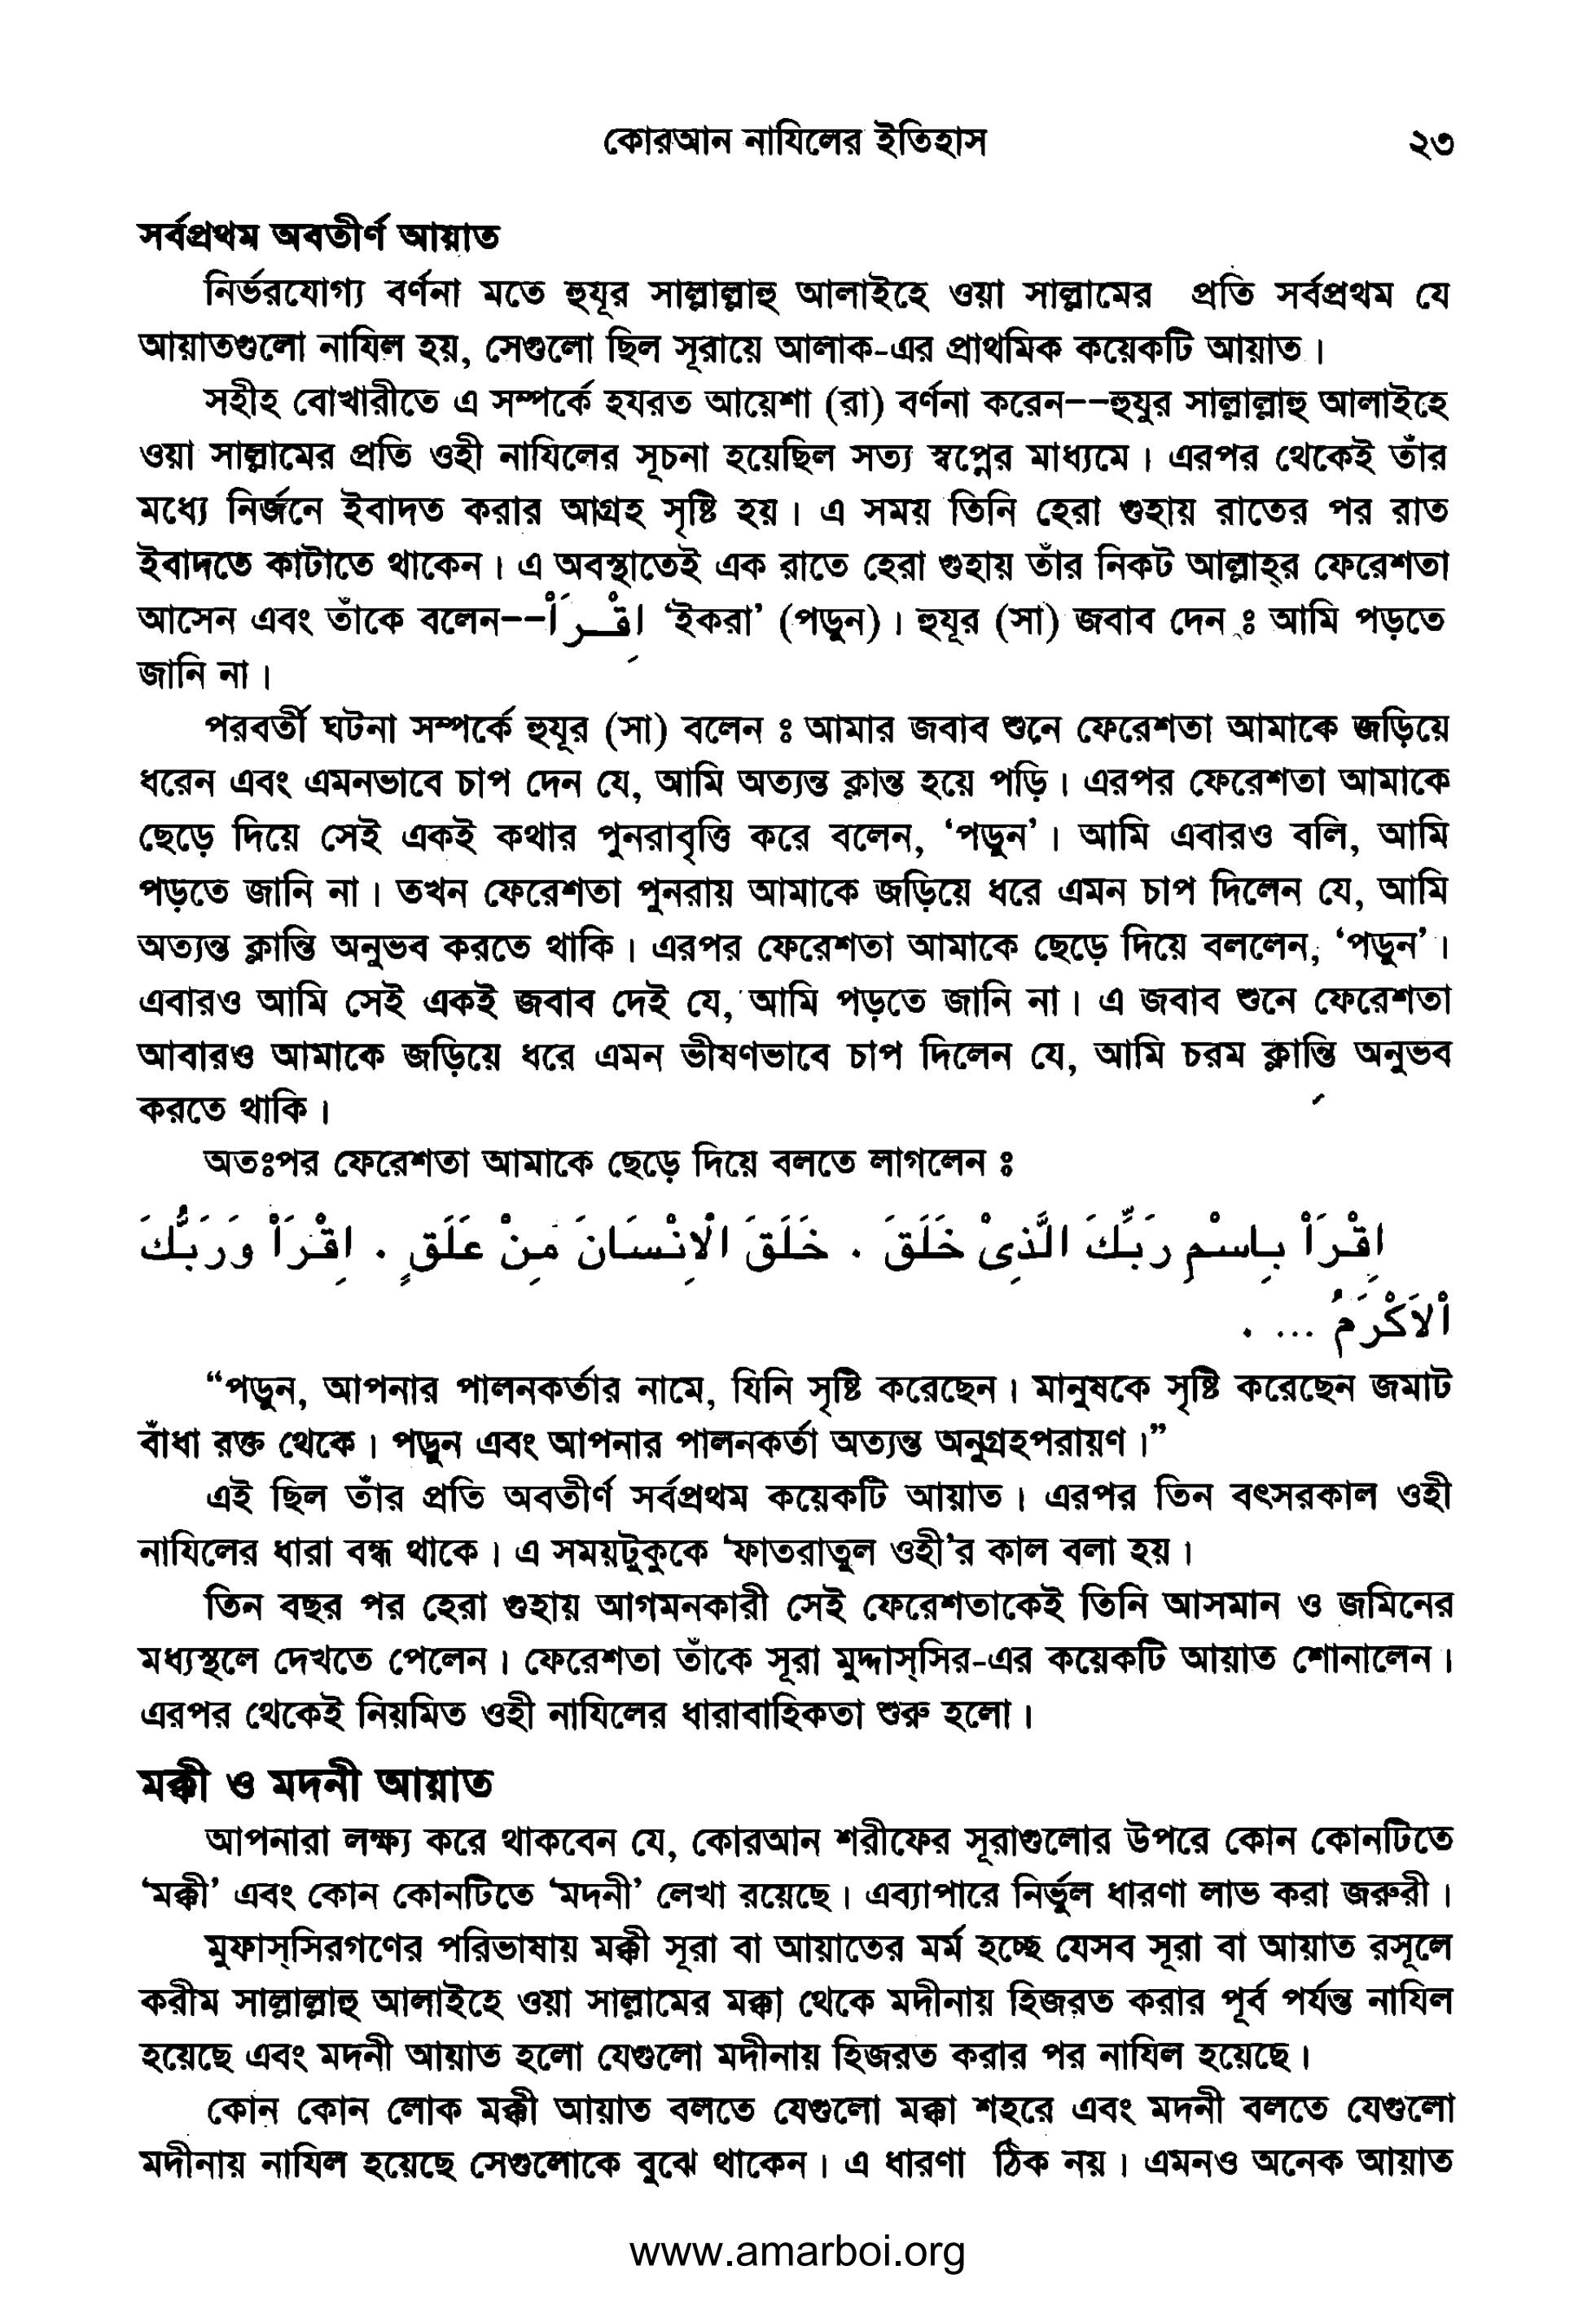 কোরআন নাযিলের ইতিহাস ২৩
সর্বপ্রথম অবতীর্ণ আয়াত
নির্ভরযোগ্য বর্ণনা মতে হুযূর সাল্লাল্লাহু আলাইহে ওয়া সাল্লামের প্রতি সর্বপ্রথম যে
আয়াতগুলো নাযিল হয়, সেগুলো ছিল সূরায়ে আলাক-এর প্রাথমিক কয়েকটি আয়াত।
সহীহ বোখারীতে এ সম্পর্কে হযরত আয়েশা (রা) বর্ণনা করেন--হুযুর সাল্লাল্লাহু আলাইহে
ওয়া সাল্লামের প্রতি ওহী নাযিলের সূচনা হয়েছিল সত্য স্বপ্নের মাধ্যমে। এরপর থেকেই তাঁর
মধ্যে নির্জনে ইবাদত করার আগ্রহ সৃষ্টি হয়। এ সময় তিনি হেরা গুহায় রাতের পর রাত
ইবাদতে কাটাতে থাকেন। এ অবস্থাতেই এক রাতে হেরা গুহায় তাঁর নিকট আল্লাহ্‌র ফেরেশতা
আসেন এবং তাঁকে বলেন--اِقْرَأْ ‘ইকরা’ (পড়ুন)। হুযূর (সা) জবাব দেন ঃ আমি পড়তে
জানি না।
পরবর্তী ঘটনা সম্পর্কে হুযূর (সা) বলেন ঃ আমার জবাব শুনে ফেরেশতা আমাকে জড়িয়ে
ধরেন এবং এমনভাবে চাপ দেন যে, আমি অত্যন্ত ক্লান্ত হয়ে পড়ি। এরপর ফেরেশতা আমাকে
ছেড়ে দিয়ে সেই একই কথার পুনরাবৃত্তি করে বলেন, ‘পড়ুন’। আমি এবারও বলি, আমি
পড়তে জানি না। তখন ফেরেশতা পুনরায় আমাকে জড়িয়ে ধরে এমন চাপ দিলেন যে, আমি
অত্যন্ত ক্লান্তি অনুভব করতে থাকি। এরপর ফেরেশতা আমাকে ছেড়ে দিয়ে বললেন, ‘পড়ুন’।
এবারও আমি সেই একই জবাব দেই যে, আমি পড়তে জানি না। এ জবাব শুনে ফেরেশতা
আবারও আমাকে জড়িয়ে ধরে এমন ভীষণভাবে চাপ দিলেন যে, আমি চরম ক্লান্তি অনুভব
করতে থাকি।
অতঃপর ফেরেশতা আমাকে ছেড়ে দিয়ে বলতে লাগলেন ঃ
اِقْرَأْ بِاسْمِ رَبِّكَ الَّذِىْ خَلَقَ . خَلَقَ الْاِنْسَانَ مِنْ عَلَقٍ . اِقْرَأْ وَرَبُّكَ
اْلاَكْرَمُ ... .
“পড়ুন, আপনার পালনকর্তার নামে, যিনি সৃষ্টি করেছেন। মানুষকে সৃষ্টি করেছেন জমাট
বাঁধা রক্ত থেকে। পড়ুন এবং আপনার পালনকর্তা অত্যন্ত অনুগ্রহপরায়ণ।”
এই ছিল তাঁর প্রতি অবতীর্ণ সর্বপ্রথম কয়েকটি আয়াত। এরপর তিন বৎসরকাল ওহী
নাযিলের ধারা বন্ধ থাকে। এ সময়টুকুকে ‘ফাতরাতুল ওহী’র কাল বলা হয়।
তিন বছর পর হেরা গুহায় আগমনকারী সেই ফেরেশতাকেই তিনি আসমান ও জমিনের
মধ্যস্থলে দেখতে পেলেন। ফেরেশতা তাঁকে সূরা মুদ্দাস্‌সির-এর কয়েকটি আয়াত শোনালেন।
এরপর থেকেই নিয়মিত ওহী নাযিলের ধারাবাহিকতা শুরু হলো।
মক্কী ও মদনী আয়াত
আপনারা লক্ষ্য করে থাকবেন যে, কোরআন শরীফের সূরাগুলোর উপরে কোন কোনটিতে
‘মক্কী’ এবং কোন কোনটিতে ‘মদনী’ লেখা রয়েছে। এব্যাপারে নির্ভুল ধারণা লাভ করা জরুরী।
মুফাস্‌সিরগণের পরিভাষায় মক্কী সূরা বা আয়াতের মর্ম হচ্ছে যেসব সূরা বা আয়াত রসূলে
করীম সাল্লাল্লাহু আলাইহে ওয়া সাল্লামের মক্কা থেকে মদীনায় হিজরত করার পূর্ব পর্যন্ত নাযিল
হয়েছে এবং মদনী আয়াত হলো যেগুলো মদীনায় হিজরত করার পর নাযিল হয়েছে।
কোন কোন লোক মক্কী আয়াত বলতে যেগুলো মক্কা শহরে এবং মদনী বলতে যেগুলো
মদীনায় নাযিল হয়েছে সেগুলোকে বুঝে থাকেন। এ ধারণা ঠিক নয়। এমনও অনেক আয়াত
www.amarboi.org